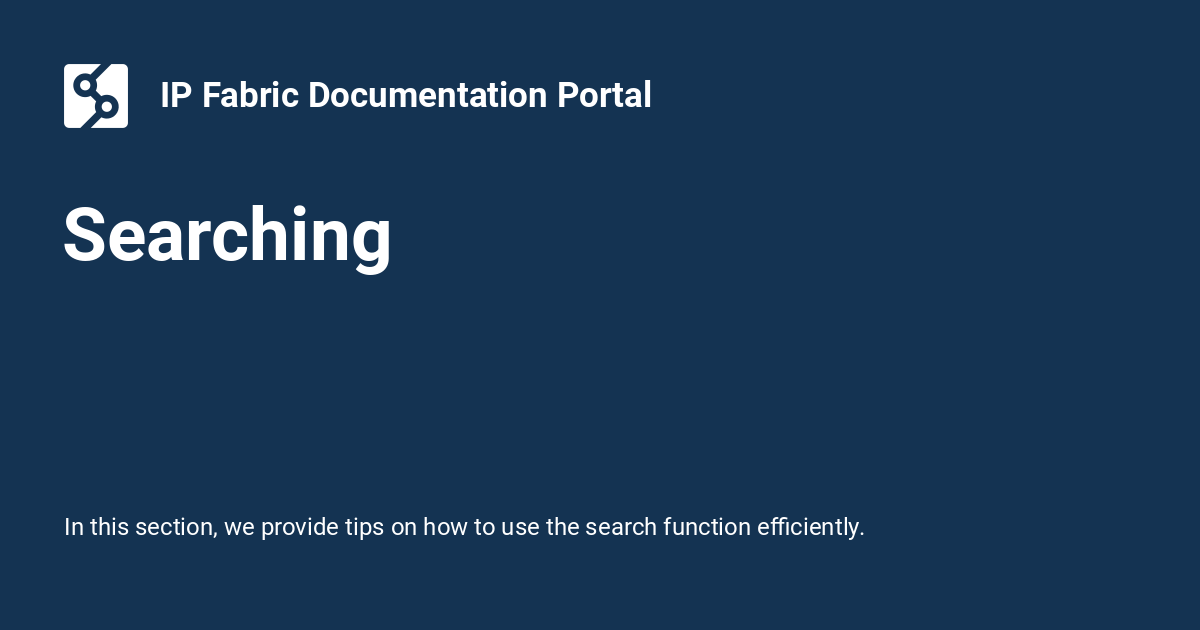 IP Fabric Documentation Portal
Searching
In this section, we provide tips on how to use the search function efficiently.